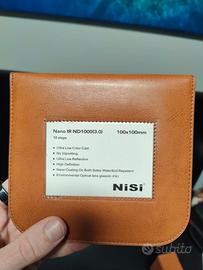 Nano IR ND1000(3.0) 100x100mm
10 stops
• Ultra Low Color Cast
• No Vignetting
• Ultra Low Reflection
• High Definition
• Nano Coating On Both Sides Waterproof/Repellent
• Environmental Optical lens glass
NiSi
subito